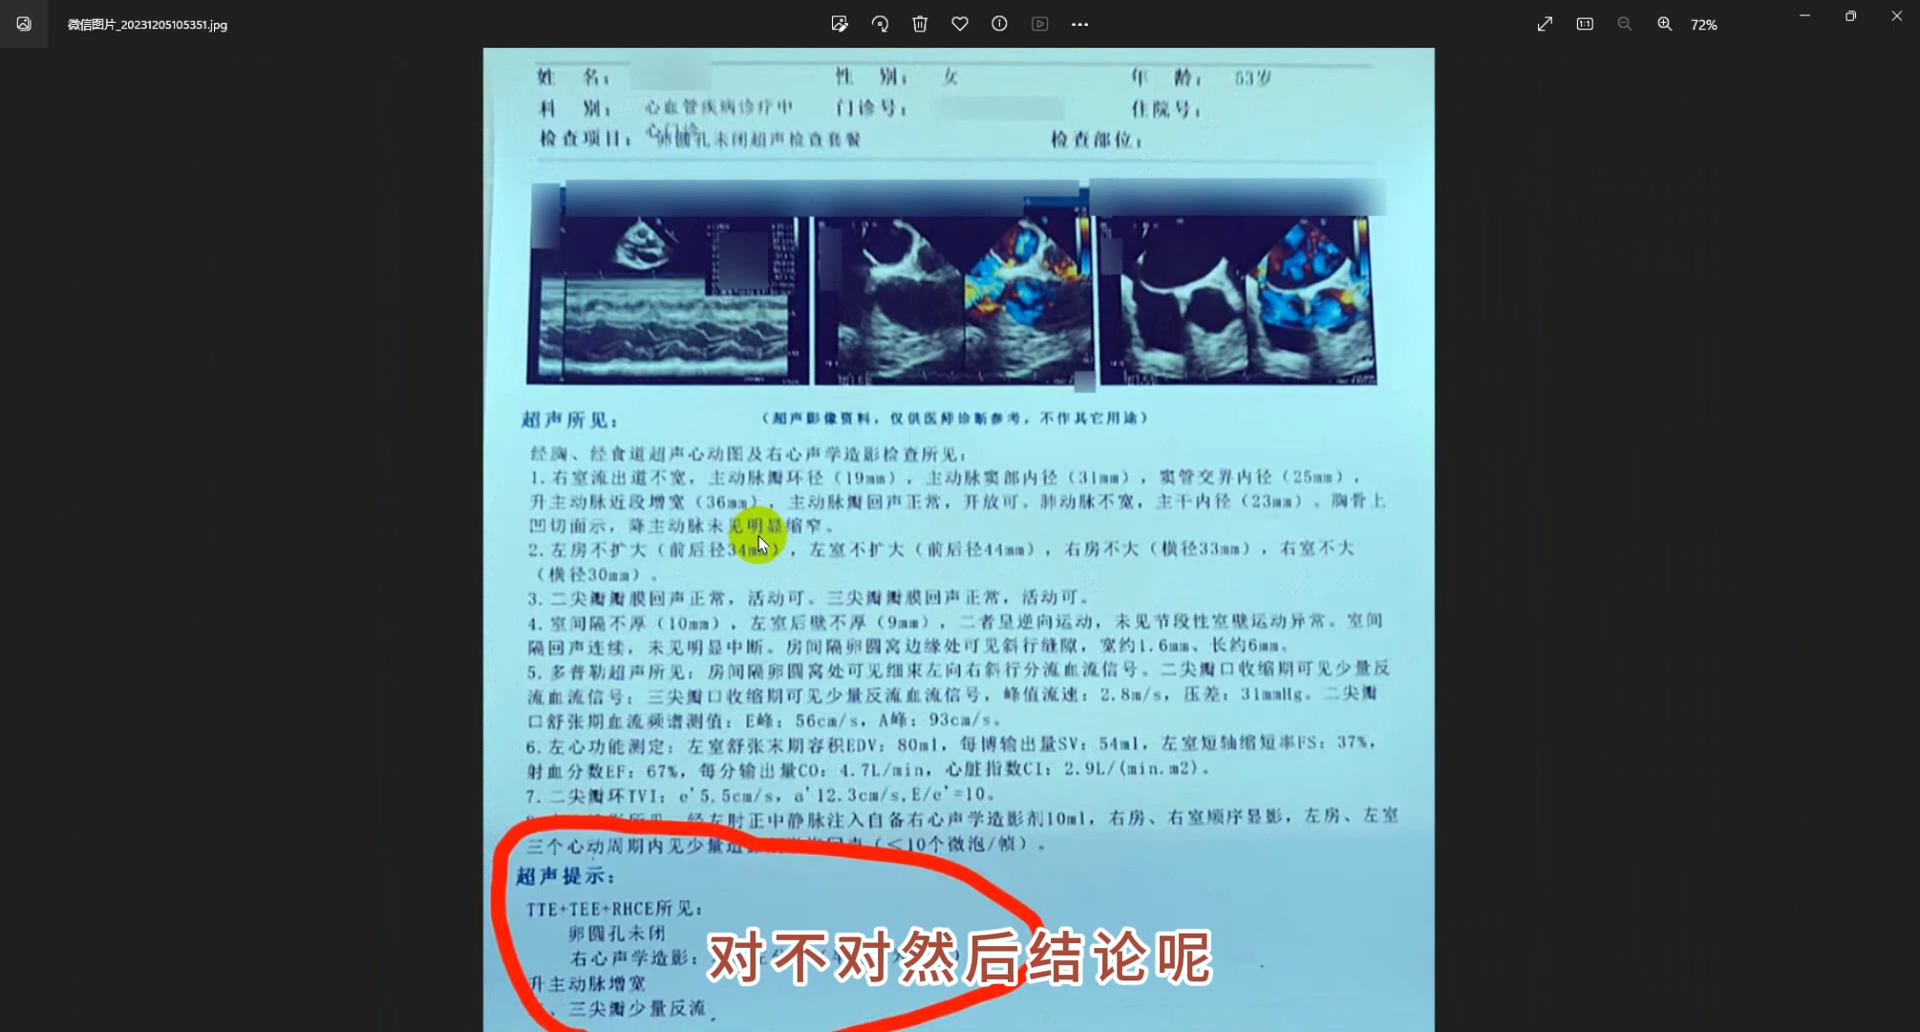 微信图片_20231205105351.jpg
72%
姓 名：
性 别： 女
年 龄： 53岁
科 别： 心血管疾病诊疗中
心门诊
门诊号：
住院号：
检查项目： 卵圆孔未闭超声检查套餐
检查部位：
超声所见：
（超声影像资料，仅供医师诊断参考，不作其它用途）
经胸、经食道超声心动图及右心声学造影检查所见：
1.右室流出道不宽，主动脉瓣环径（19mm），主动脉窦部内径（31mm），窦管交界内径（25mm），
升主动脉近段增宽（36mm），主动脉瓣回声正常，开放可。肺动脉不宽，主干内径（23mm）。胸骨上
凹切面示，降主动脉未见明显缩窄。
2.左房不扩大（前后径34mm），左室不扩大（前后径44mm），右房不大（横径33mm），右室不大
（横径30mm）。
3.二尖瓣瓣膜回声正常，活动可。三尖瓣瓣膜回声正常，活动可。
4.室间隔不厚（10mm），左室后壁不厚（9mm），二者呈逆向运动，未见节段性室壁运动异常。室间
隔回声连续，未见明显中断。房间隔卵圆窝边缘处可见斜行缝隙，宽约1.6mm、长约6mm。
5.多普勒超声所见：房间隔卵圆窝处可见细束左向右斜行分流血流信号。二尖瓣口收缩期可见少量反
流血流信号；三尖瓣口收缩期可见少量反流血流信号，峰值流速：2.8m/s，压差：31mmHg。二尖瓣
口舒张期血流频谱测值：E峰：56cm/s，A峰：93cm/s。
6.左心功能测定：左室舒张末期容积EDV：80ml，每搏输出量SV：54ml，左室短轴缩短率FS：37%，
射血分数EF：67%，每分输出量CO：4.7L/min，心脏指数CI：2.9L/(min.m2)。
7.二尖瓣环TVI：e'5.5cm/s，a'12.3cm/s,E/e'=10。
经左肘正中静脉注入自备右心声学造影剂10ml，右房、右室顺序显影，左房、左室
三个心动周期内见少量（≤10个微泡/帧）。
超声提示：
TTE+TEE+RHCE所见：
卵圆孔未闭
右心声学造影：
对不对然后结论呢
升主动脉增宽
、三尖瓣少量反流